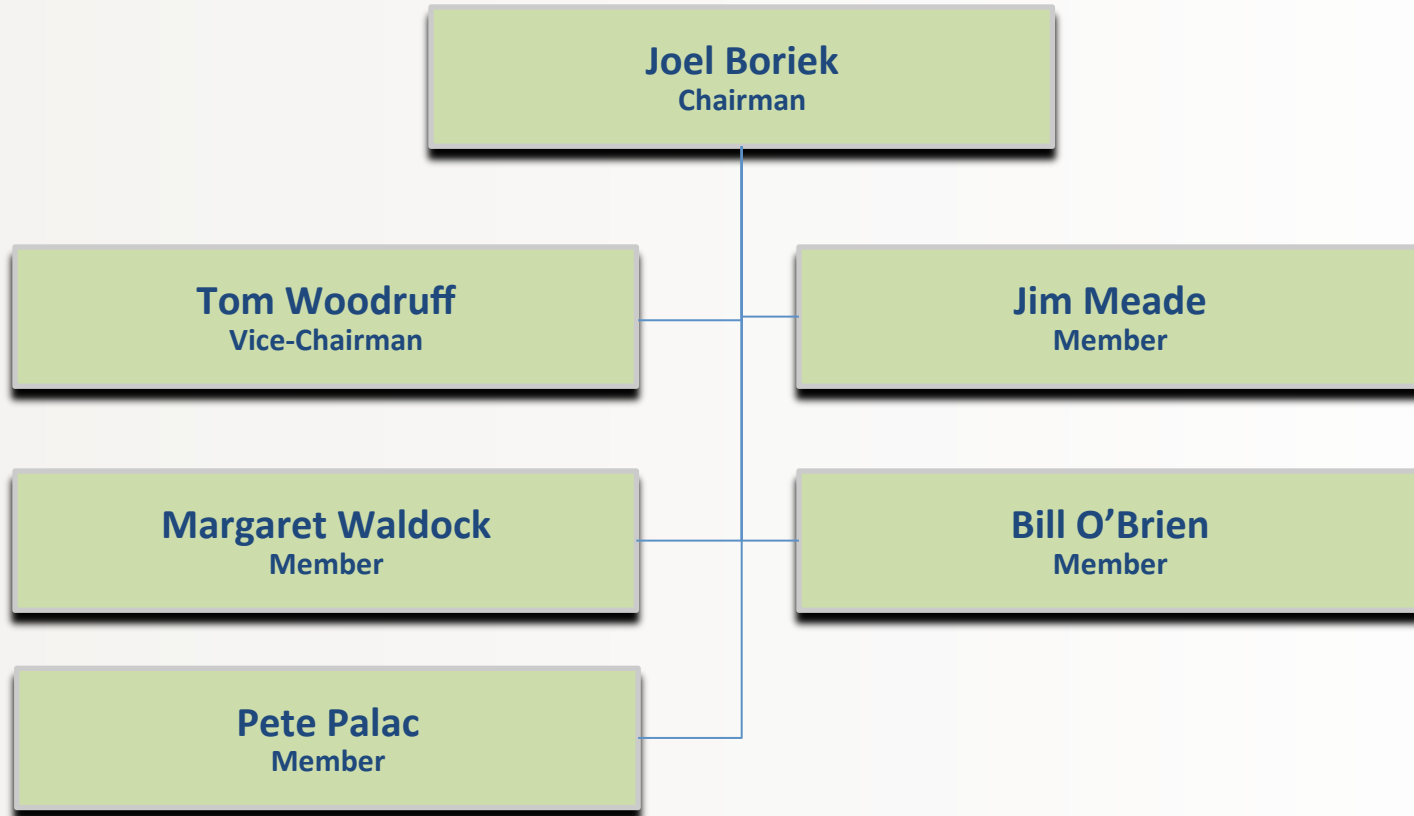 Joel Boriek
Chairman
Tom Woodruff
Vice-Chairman
Jim Meade
Member
Margaret Waldock
Member
Bill O’Brien
Member
Pete Palac
Member